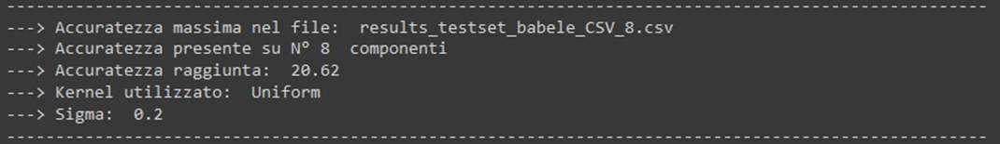 --------------------------------------------------------------------------------------------------------
---> Accuratezza massima nel file:  results_testset_babele_CSV_8.csv
---> Accuratezza presente su Nº 8  componenti
---> Accuratezza raggiunta:  20.62
---> Kernel utilizzato:  Uniform
---> Sigma:  0.2
--------------------------------------------------------------------------------------------------------